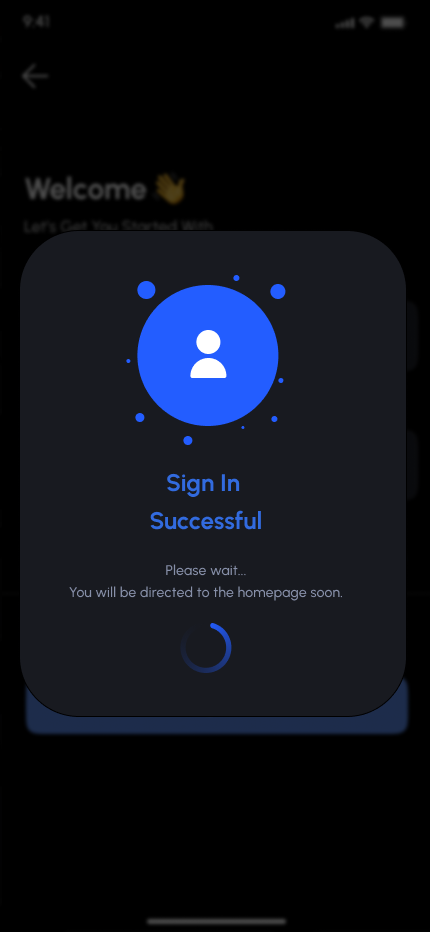 9:41
Welcome 👋
Let's Get You Started With
Sign In
Successful
Please wait...
You will be directed to the homepage soon.